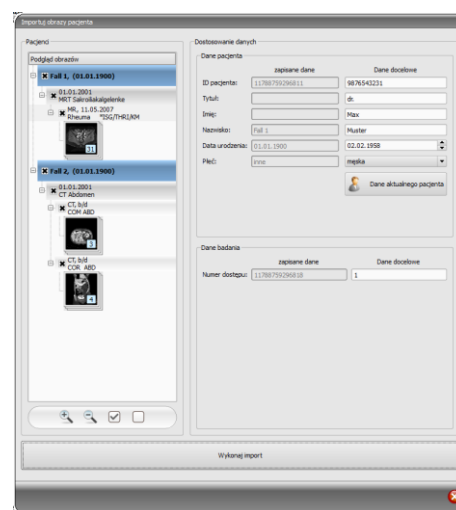 Importuj obrazy pacjenta
Pacjenci
Podgląd obrazów
Fall 1, (01.01.1900)
01.01.2001
MRT Sakroiliakalgelenke
MR, 11.05.2007
Rheuma *ISG/THRJ/KM
31
Fall 2, (01.01.1900)
01.01.2001
CT Abdomen
CT, b/d
COM ABD
3
CT, b/d
COR ABD
4
Dostosowanie danych
Dane pacjenta
zapisane dane Dane docelowe
ID pacjenta: 11788759296811 9876543231
Tytuł: dr.
Imię: Max
Nazwisko: Fall 1 Muster
Data urodzenia: 01.01.1900 02.02.1958
Płeć: inne męska
Dane aktualnego pacjenta
Dane badania
zapisane dane Dane docelowe
Numer dostępu: 11788759296818 1
Wykonaj import